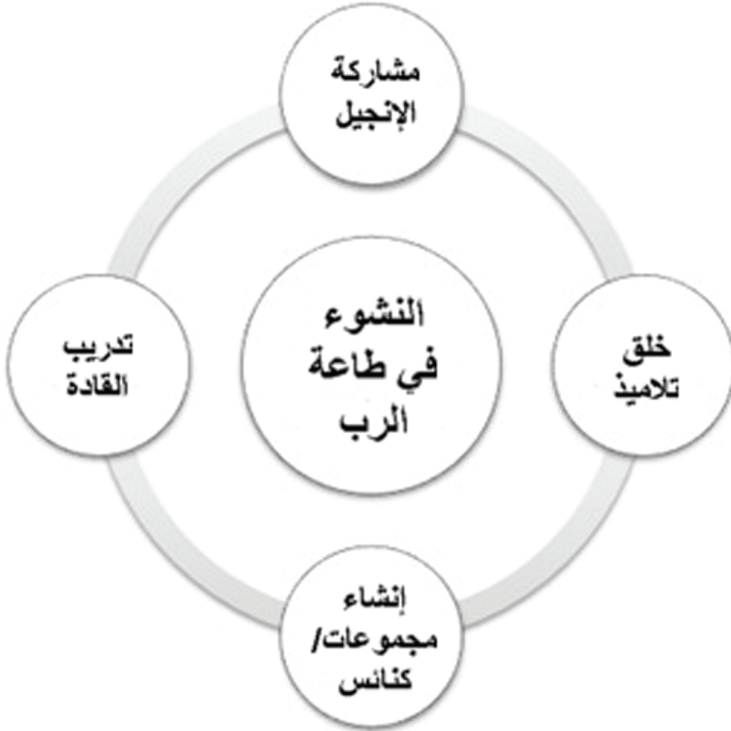 مشاركة
الإنجيل
النشوء
في طاعة
الرب
خلق
تلاميذ
تدريب
القادة
إنشاء
مجموعات/
كنائس